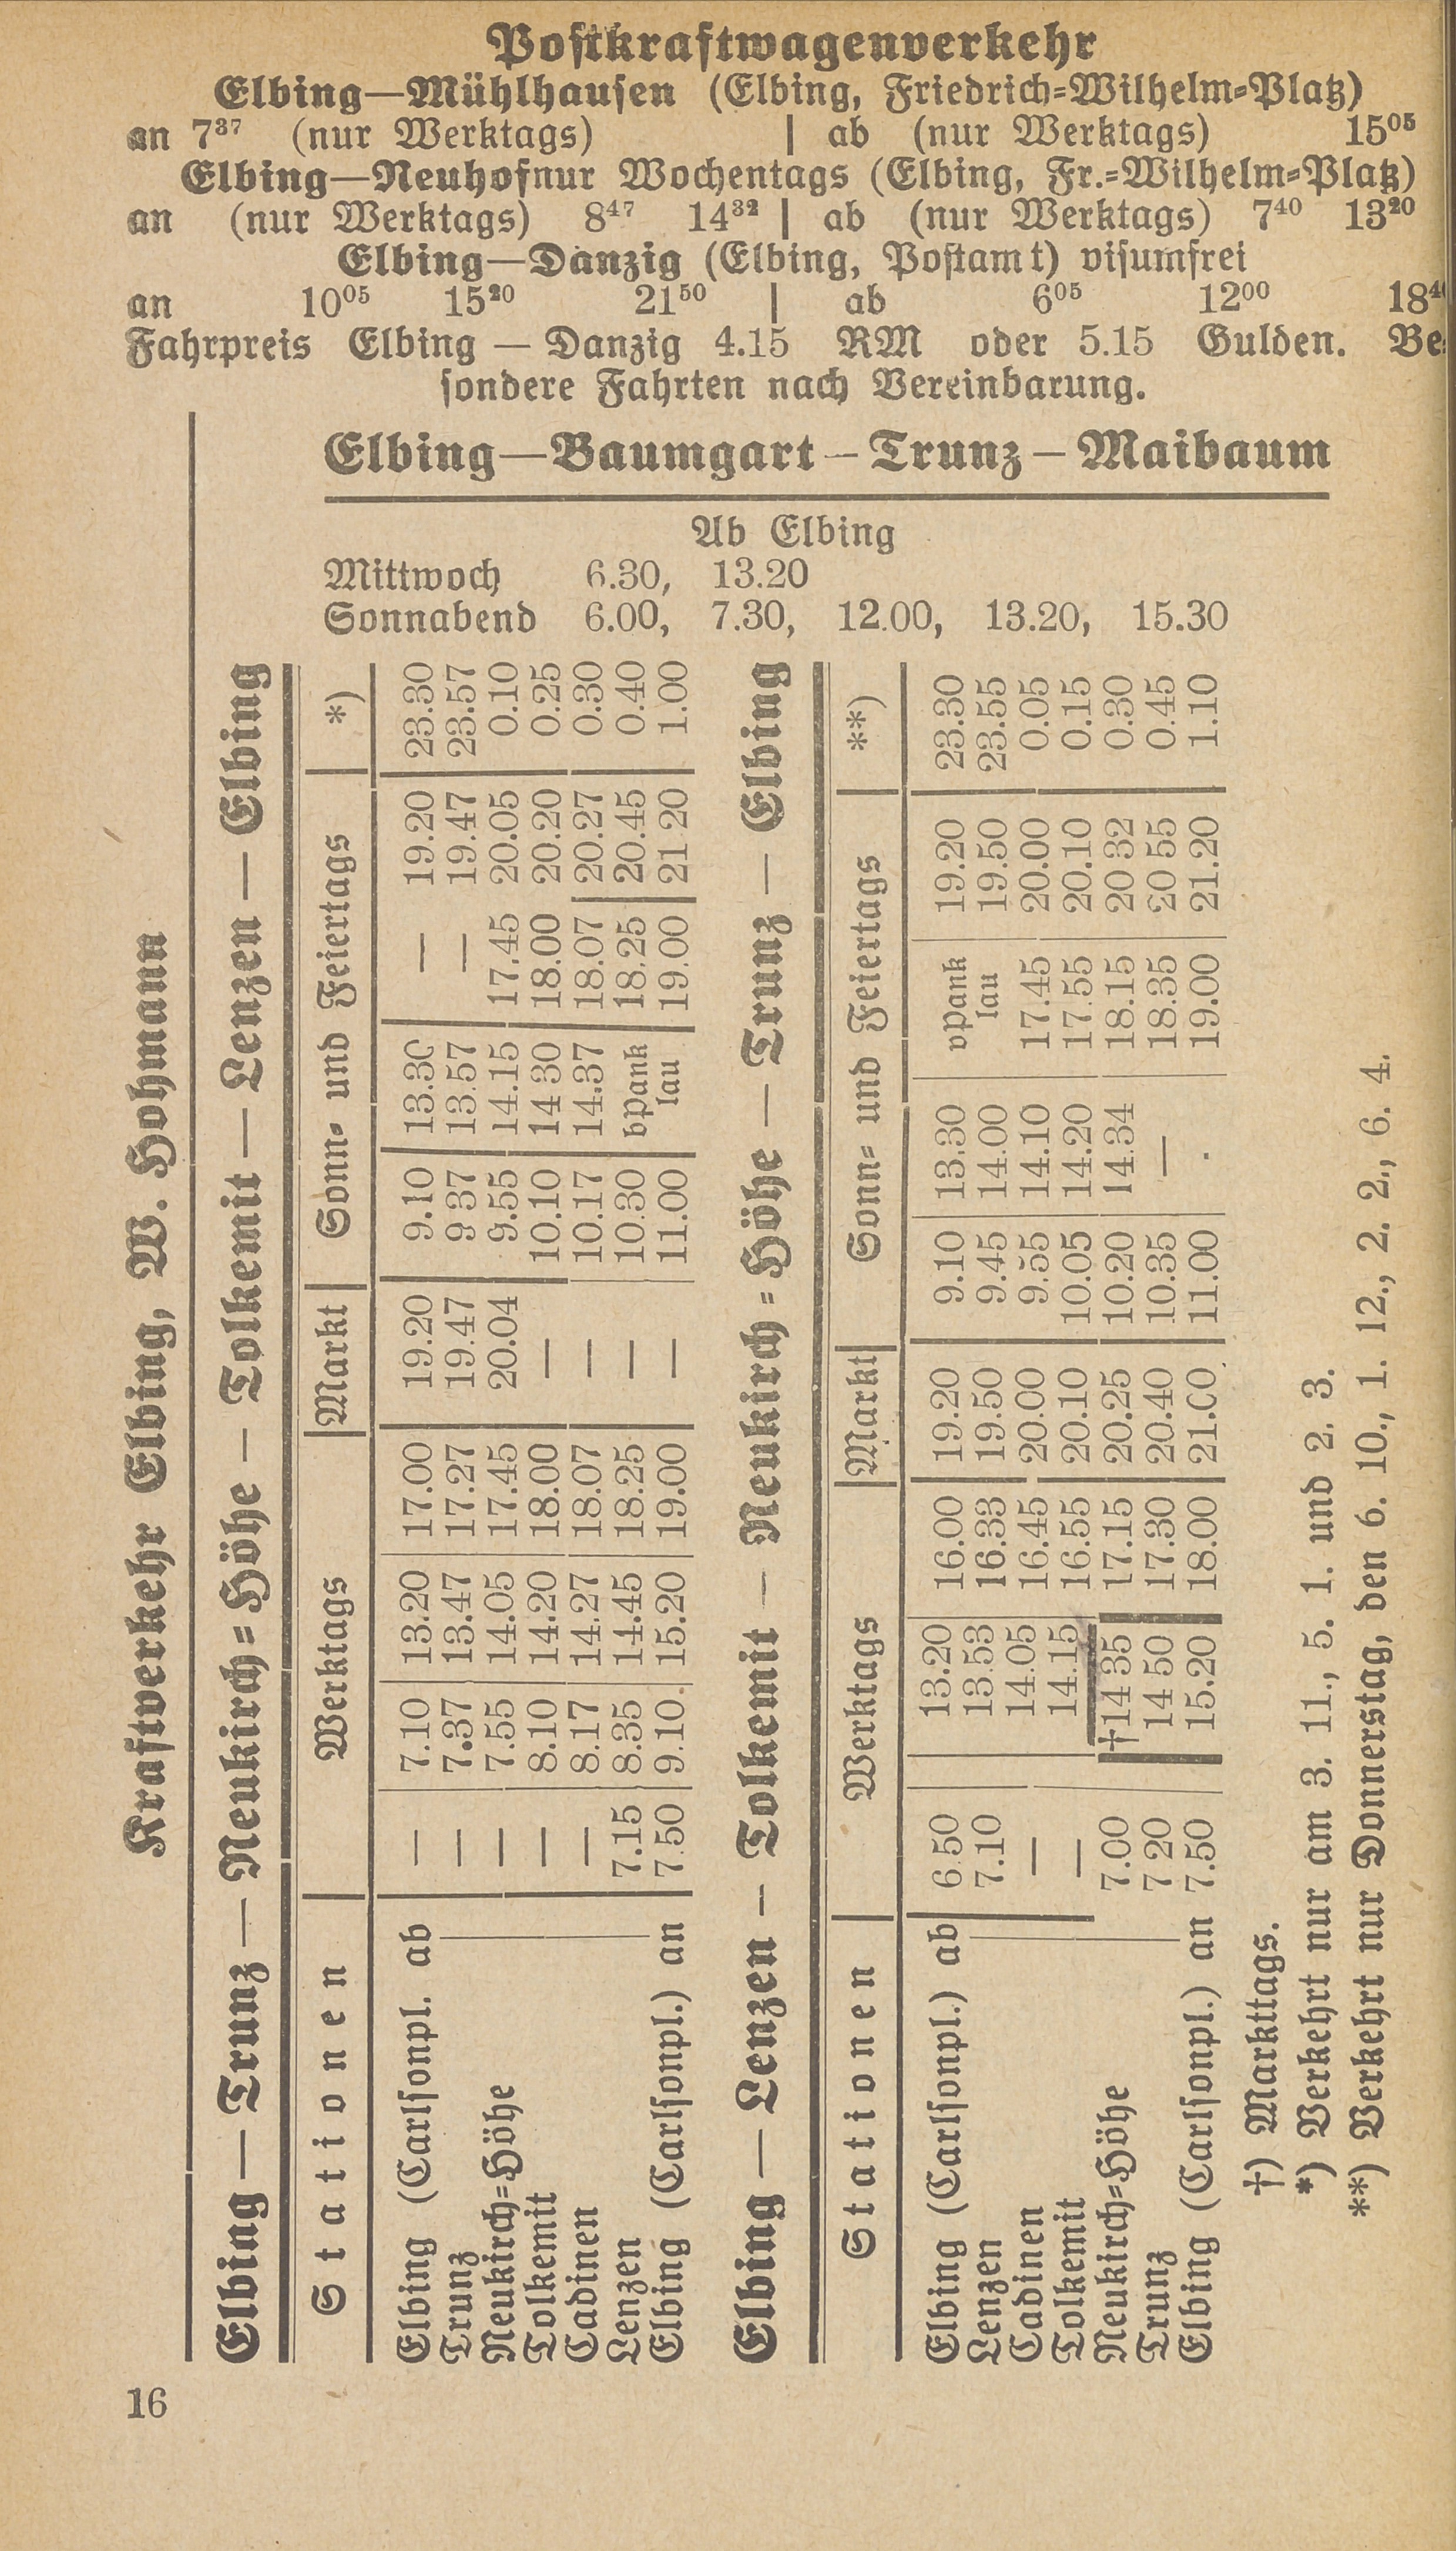 Postkraftwagenverkehr
Elbing—Mühlhausen (Elbing, Friedrich=Wilhelm=Platz)
an 7³⁷ (nur Werktags) | ab (nur Werktags) 15⁰⁵
Elbing—Neuhofnur Wochentags (Elbing, Fr.=Wilhelm=Platz)
an (nur Werktags) 8⁴⁷ 14³² | ab (nur Werktags) 7⁴⁰ 13²⁰
Elbing—Danzig (Elbing, Postamt) visumfrei
an 10⁰⁵ 15²⁰ 21⁵⁰ | ab 6⁰⁵ 12⁰⁰ 18⁴⁰
Fahrpreis Elbing — Danzig 4.15 RM oder 5.15 Gulden. Be=
sondere Fahrten nach Vereinbarung.
Elbing—Baumgart—Trunz—Maibaum
Ab Elbing
Mittwoch 6.30, 13.20
Sonnabend 6.00, 7.30, 12.00, 13.20, 15.30
Kraftverkehr Elbing, W. Hohmann
Elbing—Trunz—Neukirch=Höhe—Tolkemit—Lenzen—Elbing
Stationen | Werktags | Markt | Sonn= und Feiertags | *)
Elbing (Carlsonpl. ab — 7.10 13.20 17.00 19.20 9.10 13.30 — 19.20 23.30
Trunz — 7.37 13.47 17.27 19.47 9 37 13.57 — 19.47 23.57
Neukirch=Höhe — 7.55 14.05 17.45 20.04 9.55 14.15 17.45 20.05 0.10
Tolkemit — 8.10 14.20 18.00 — 10.10 14 30 18.00 20.20 0.25
Cadinen — 8.17 14.27 18.07 — 10.17 14.37 18.07 20.27 0.30
Lenzen 7.15 8.35 14.45 18.25 — 10.30 bPank 18.25 20.45 0.40
Elbing (Carlsonpl.) an 7.50 9.10. 15.20 19.00 — 11.00 lau 19.00 21 20 1.00
Elbing—Lenzen—Tolkemit—Neukirch=Höhe—Trunz—Elbing
Stationen | Werktags | Markt | Sonn= und Feiertags | **)
Elbing (Carlsonpl.) ab 6.50 13.20 16.00 19.20 9.10 13.30 vPank 19.20 23.30
Lenzen 7.10 13.53 16.33 19.50 9.45 14.00 lau 19.50 23.55
Cadinen — 14.05 16.45 20.00 9.55 14.10 17.45 20.00 0.05
Tolkemit — 14.15 16.55 20.10 10.05 14.20 17.55 20.10 0.15
Neukirch=Höhe 7.00 †14 35 17.15 20.25 10.20 14.34 18.15 20 32 0.30
Trunz 7 20 14 50 17.30 20.40 10.35 — 18.35 20 55 0.45
Elbing (Carlsonpl.) an 7.50 15.20 18.00 21.00 11.00 . 19.00 21.20 1.10
†) Markttags.
*) Verkehrt nur am 3. 11., 5. 1. und 2. 3.
**) Verkehrt nur Donnerstag, den 6. 10., 1. 12., 2. 2., 6. 4.
16